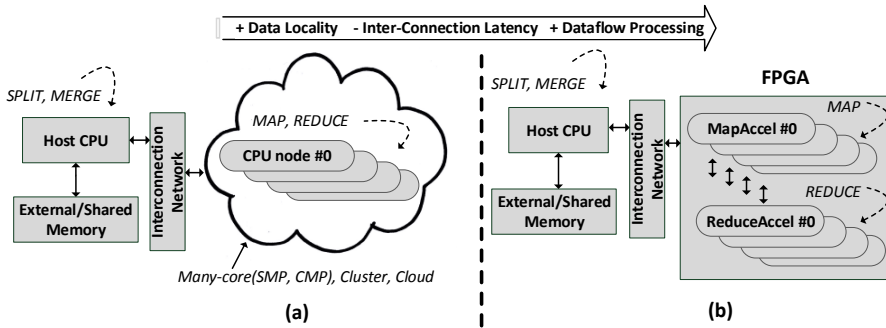 + Data Locality - Inter-Connection Latency + Dataflow Processing
SPLIT, MERGE
Host CPU
External/Shared
Memory
Interconnection
Network
MAP, REDUCE
CPU node #0
Many-core(SMP, CMP), Cluster, Cloud
(a)
SPLIT, MERGE
Host CPU
External/Shared
Memory
Interconnection
Network
FPGA
MAP
MapAccel #0
REDUCE
ReduceAccel #0
(b)